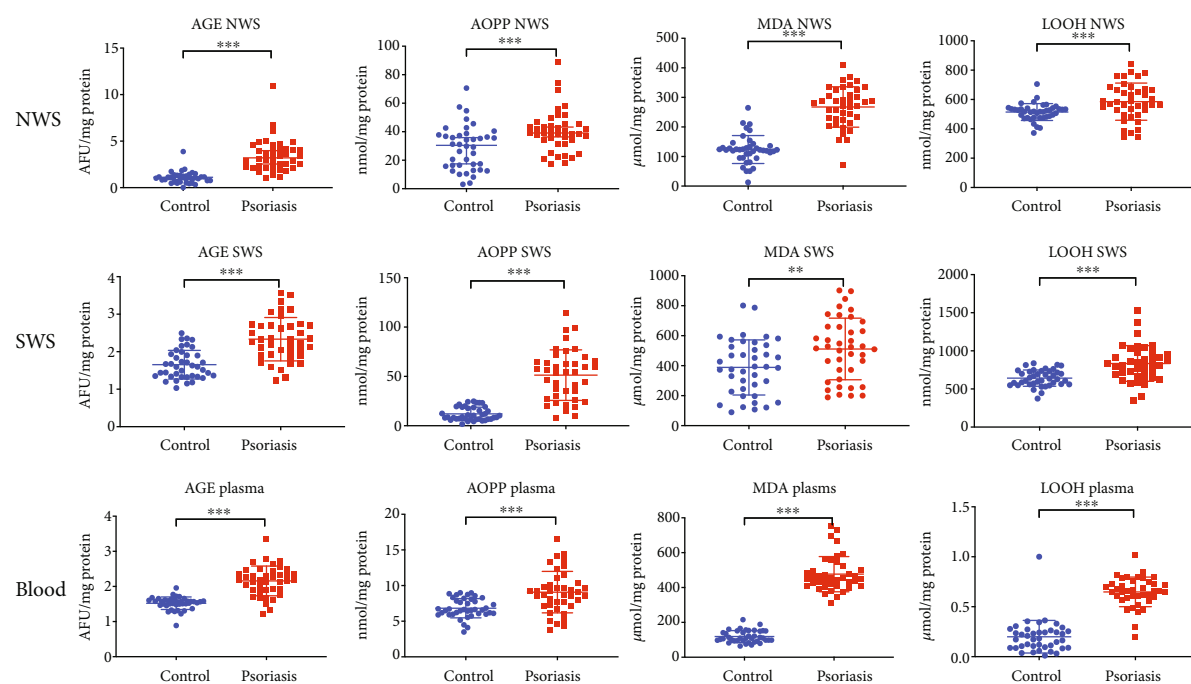 AGE NWS
AOPP NWS
MDA NWS
LOOH NWS
NWS
AFU/mg protein
15
10
5
0
***
Control Psoriasis
nmol/mg protein
100
80
60
40
20
0
***
Control Psoriasis
µmol/mg protein
500
400
300
200
100
0
***
Control Psoriasis
nmol/mg protein
1000
800
600
400
200
0
***
Control Psoriasis
AGE SWS
AOPP SWS
MDA SWS
LOOH SWS
SWS
AFU/mg protein
4
3
2
1
0
***
Control Psoriasis
nmol/mg protein
150
100
50
0
***
Control Psoriasis
µmol/mg protein
1000
800
600
400
200
0
**
Control Psoriasis
nmol/mg protein
2000
1500
1000
500
0
***
Control Psoriasis
AGE plasma
AOPP plasma
MDA plasms
LOOH plasma
Blood
AFU/mg protein
4
3
2
1
0
***
Control Psoriasis
nmol/mg protein
20
15
10
5
0
***
Control Psoriasis
µmol/mg protein
800
600
400
200
0
***
Control Psoriasis
µmol/mg protein
1.5
1.0
0.5
0.0
***
Control Psoriasis